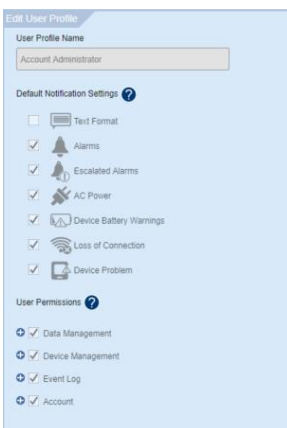 Edit User Profile
User Profile Name
Account Administrator
Default Notification Settings ?
Text Format
Alarms
Escalated Alarms
AC Power
Device Battery Warnings
Loss of Connection
Device Problem
User Permissions ?
Data Management
Device Management
Event Log
Account